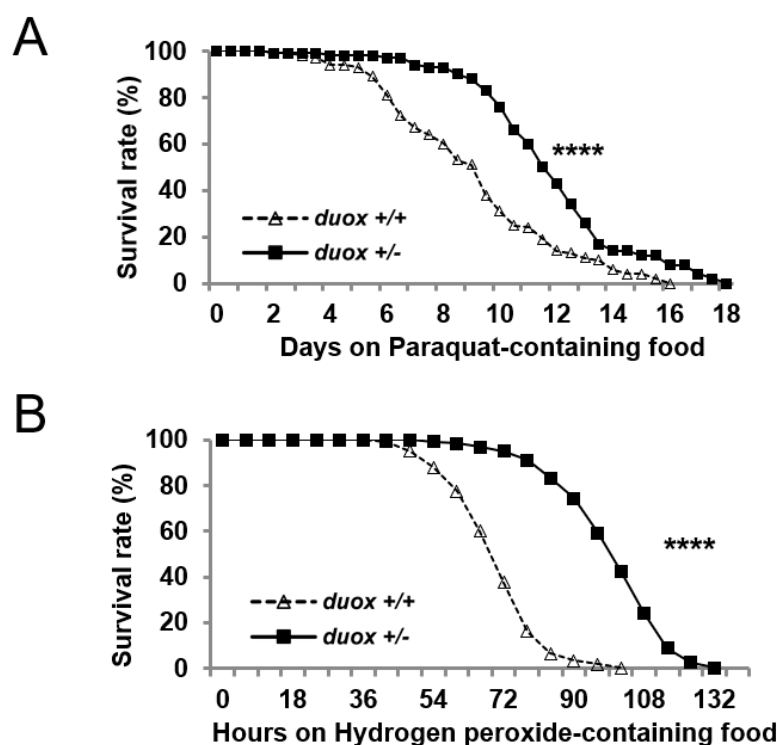 A
Survival rate (%)
100
80
60
40
20
0
****
duox +/+
duox +/-
0 2 4 6 8 10 12 14 16 18
Days on Paraquat-containing food
B
Survival rate (%)
100
80
60
40
20
0
****
duox +/+
duox +/-
0 18 36 54 72 90 108 132
Hours on Hydrogen peroxide-containing food